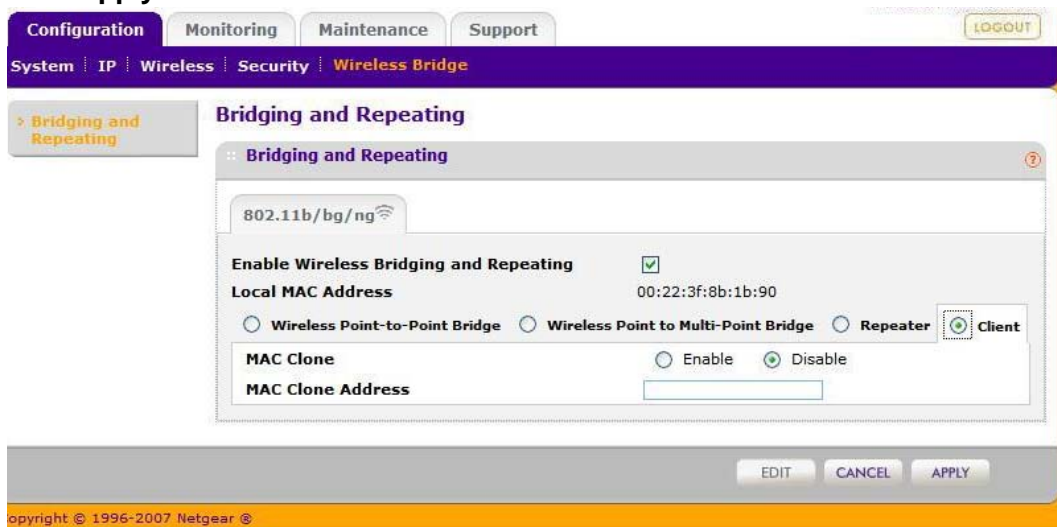 Configuration Monitoring Maintenance Support LOGOUT
System IP Wireless Security Wireless Bridge
> Bridging and
Repeating
Bridging and Repeating
:: Bridging and Repeating ?
802.11b/bg/ng
Enable Wireless Bridging and Repeating
Local MAC Address 00:22:3f:8b:1b:90
Wireless Point-to-Point Bridge Wireless Point to Multi-Point Bridge Repeater Client
MAC Clone Enable Disable
MAC Clone Address
EDIT CANCEL APPLY
opyright © 1996-2007 Netgear ®